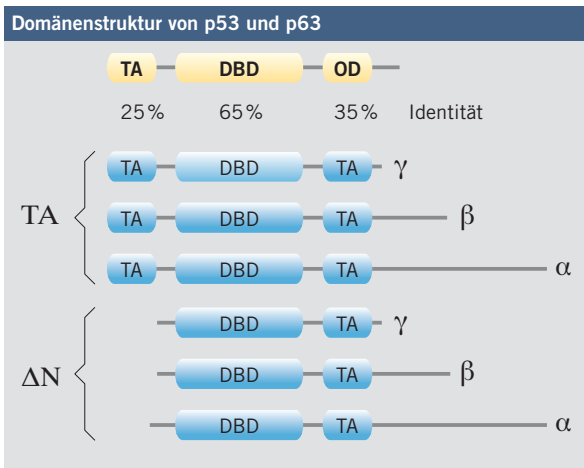 Domänenstruktur von p53 und p63
TA DBD OD
25% 65% 35% Identität
TA DBD TA γ
TA
TA DBD TA β
TA DBD TA α
DBD TA γ
ΔN
DBD TA β
DBD TA α